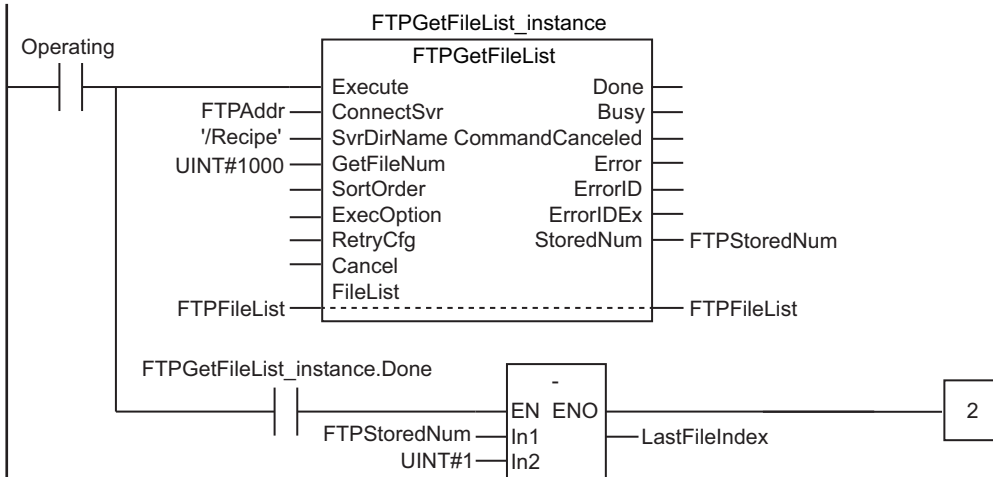 FTPGetFileList_instance
Operating
FTPGetFileList
Execute Done
FTPAddr ConnectSvr Busy
'/Recipe' SvrDirName CommandCanceled
UINT#1000 GetFileNum Error
SortOrder ErrorID
ExecOption ErrorIDEx
RetryCfg StoredNum FTPStoredNum
Cancel
FileList
FTPFileList FTPFileList
FTPGetFileList_instance.Done
-
EN ENO 2
FTPStoredNum In1 LastFileIndex
UINT#1 In2